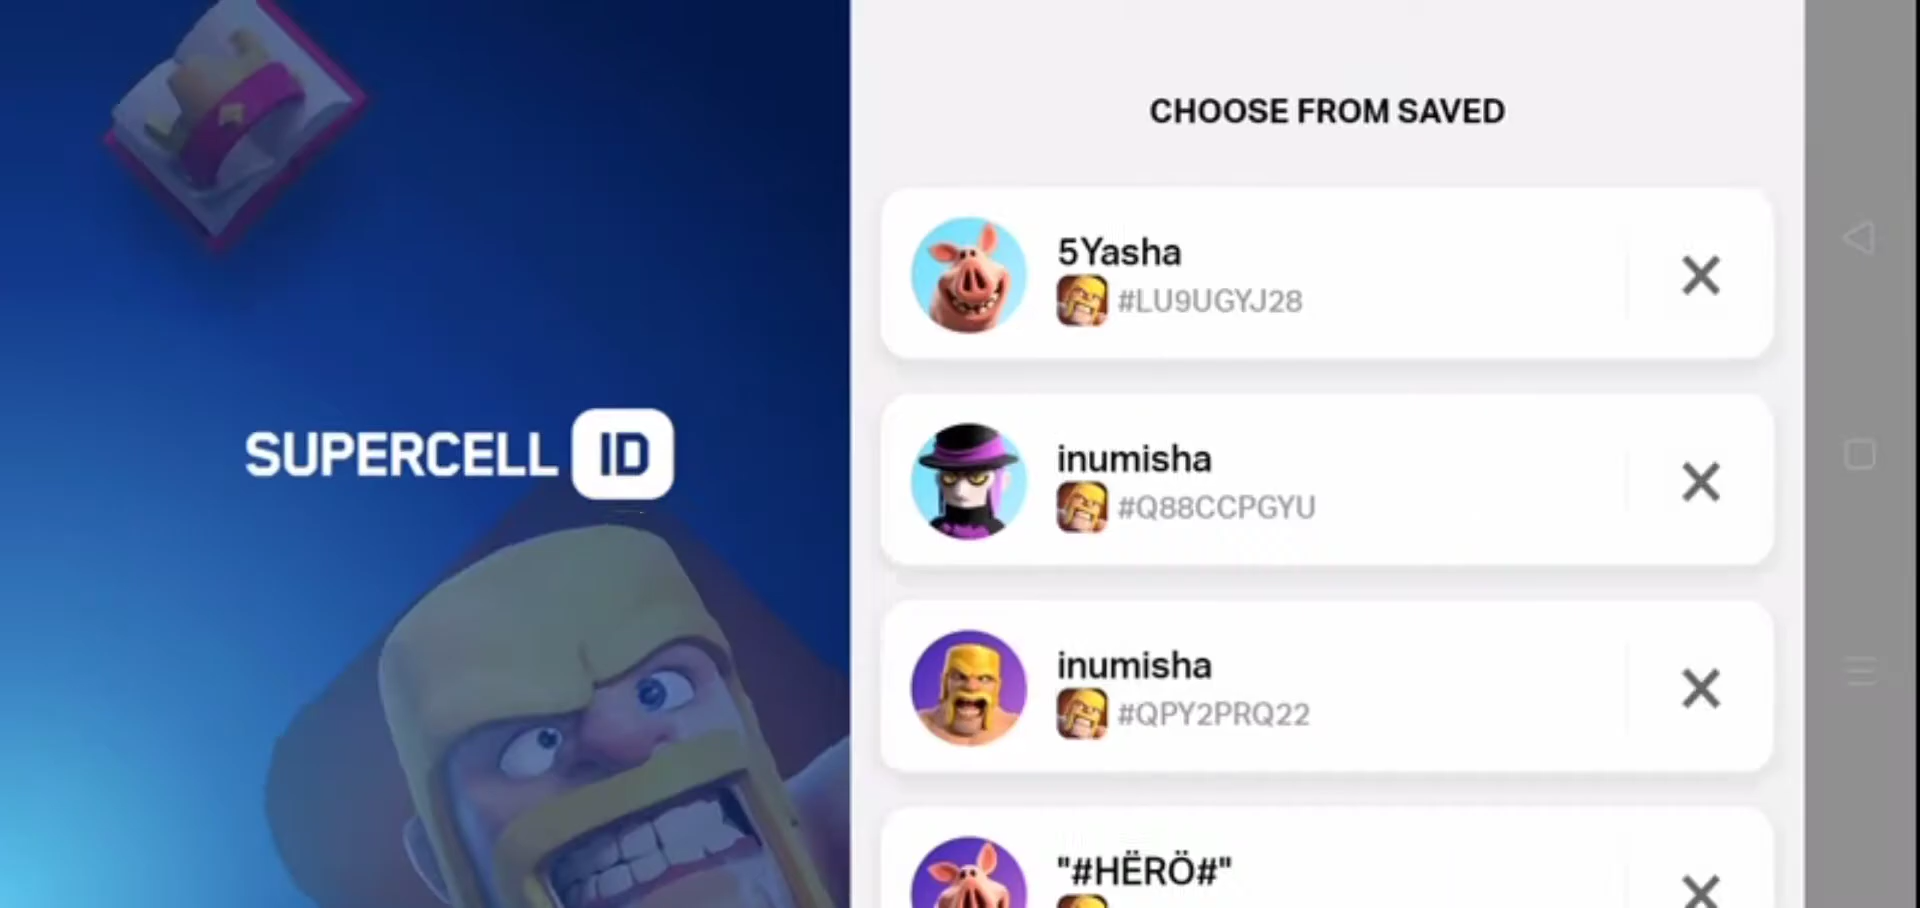 SUPERCELL ID
CHOOSE FROM SAVED
5Yasha
#LU9UGYJ28
inumisha
#Q88CCPGYU
inumisha
#QPY2PRQ22
"#HËRÖ#"